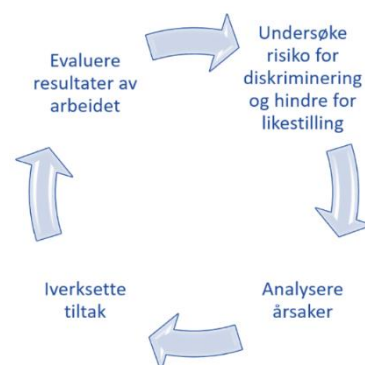 Undersøke
risiko for
diskriminering
og hindre for
likestilling
Analysere
årsaker
Iverksette
tiltak
Evaluere
resultater av
arbeidet